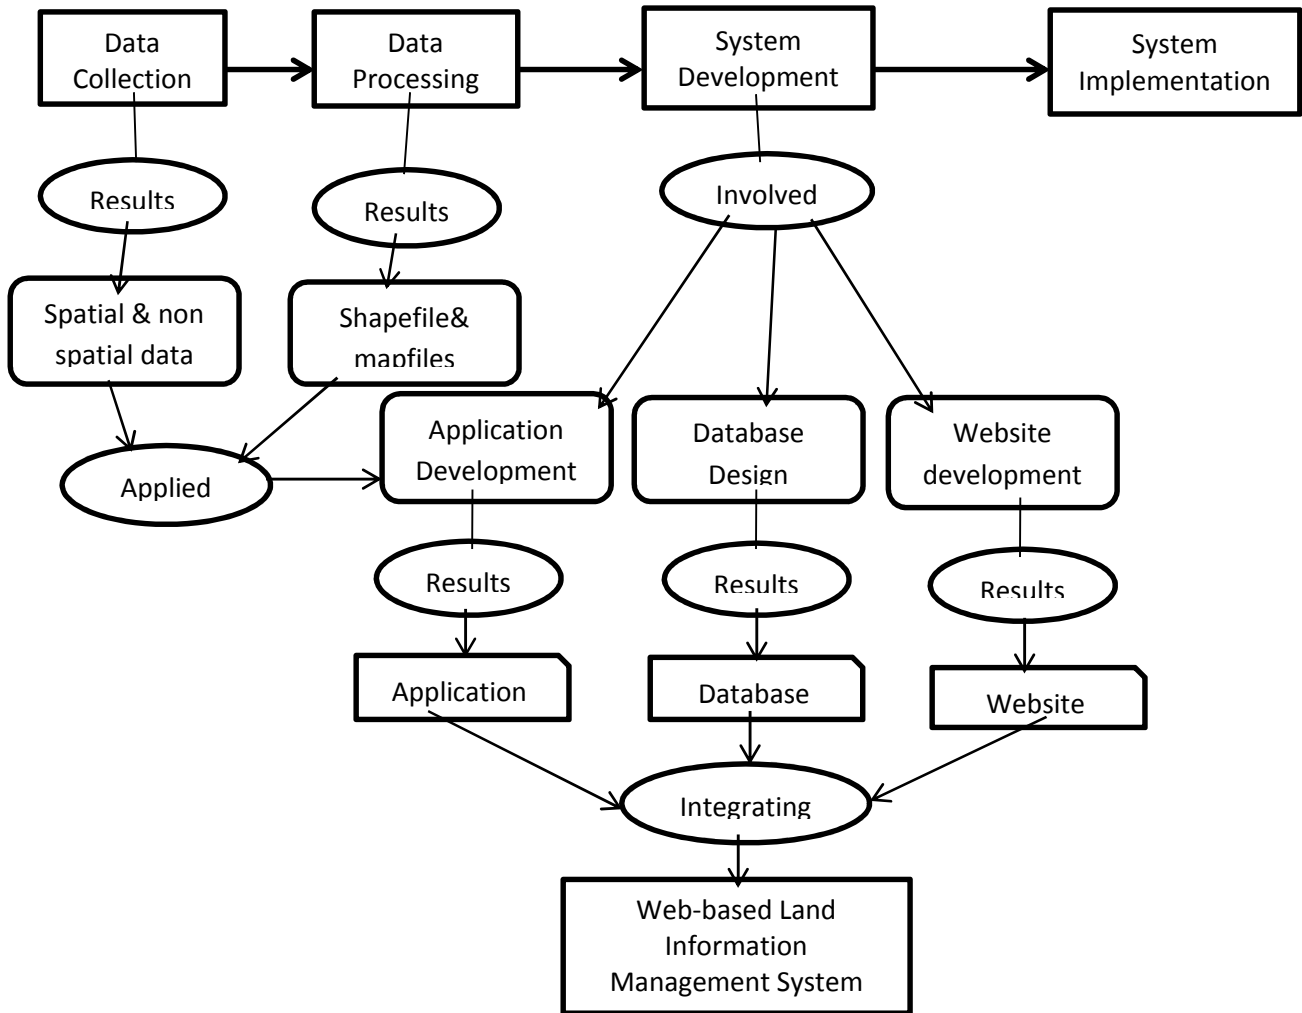 Data
Collection
Data
Processing
System
Development
System
Implementation
Results
Results
Involved
Spatial & non
spatial data
Shapefile&
mapfiles
Applied
Application
Development
Database
Design
Website
development
Results
Results
Results
Application
Database
Website
Integrating
Web-based Land
Information
Management System